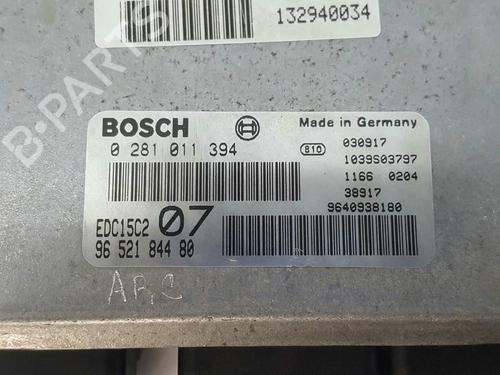 132940034
B-PARTS
BOSCH
Made in Germany
0 281 011 394
810
030917
1039S03797
1166 0204
38917
9640938180
EDC15C2 07
96 521 844 80